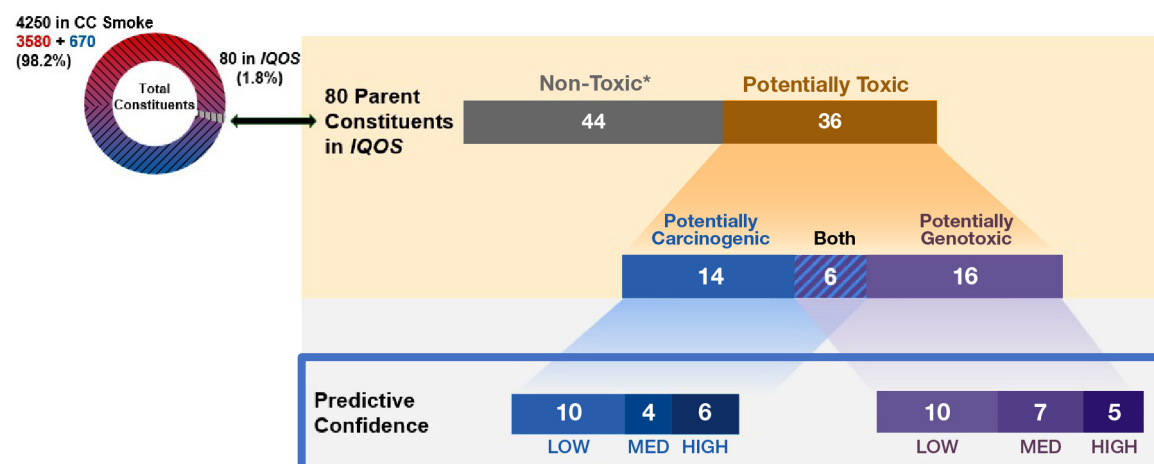 4250 in CC Smoke
3580 + 670
(98.2%)
80 in IQOS
(1.8%)
Total
Constituents
80 Parent
Constituents
in IQOS
Non-Toxic*
Potentially Toxic
44
36
Potentially
Carcinogenic
Both
Potentially
Genotoxic
14
6
16
Predictive
Confidence
10
4
6
LOW
MED
HIGH
10
7
5
LOW
MED
HIGH